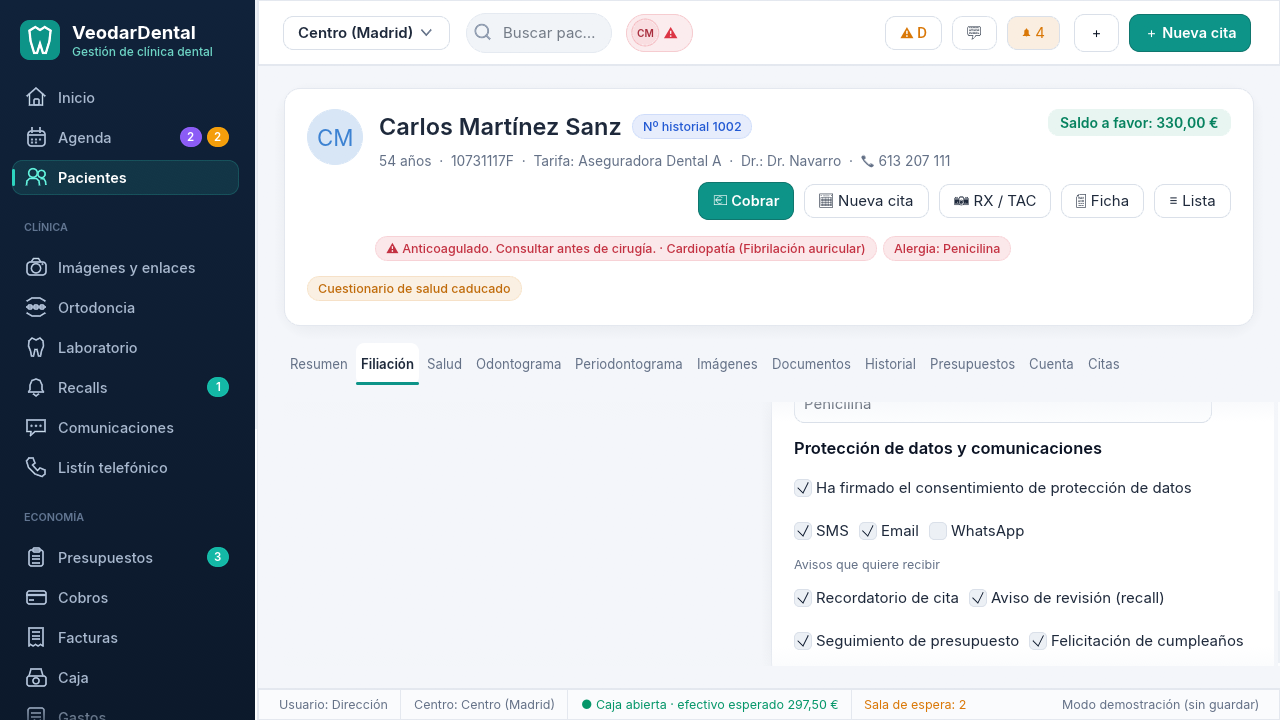 VeodarDental
Gestión de clínica dental
Inicio
Agenda 2 2
Pacientes
CLÍNICA
Imágenes y enlaces
Ortodoncia
Laboratorio
Recalls 1
Comunicaciones
Listín telefónico
ECONOMÍA
Presupuestos 3
Cobros
Facturas
Caja
Gastos
Centro (Madrid)
Buscar pac...
CM
D
4
+
+ Nueva cita
CM
Carlos Martínez Sanz
Nº historial 1002
Saldo a favor: 330,00 €
54 años · 10731117F · Tarifa: Aseguradora Dental A · Dr.: Dr. Navarro · 613 207 111
Cobrar
Nueva cita
RX / TAC
Ficha
≡ Lista
Anticoagulado. Consultar antes de cirugía. · Cardiopatía (Fibrilación auricular)
Alergia: Penicilina
Cuestionario de salud caducado
Resumen Filiación Salud Odontograma Periodontograma Imágenes Documentos Historial Presupuestos Cuenta Citas
Penicilina
Protección de datos y comunicaciones
Ha firmado el consentimiento de protección de datos
SMS Email WhatsApp
Avisos que quiere recibir
Recordatorio de cita Aviso de revisión (recall)
Seguimiento de presupuesto Felicitación de cumpleaños
Usuario: Dirección
Centro: Centro (Madrid)
Caja abierta · efectivo esperado 297,50 €
Sala de espera: 2
Modo demostración (sin guardar)